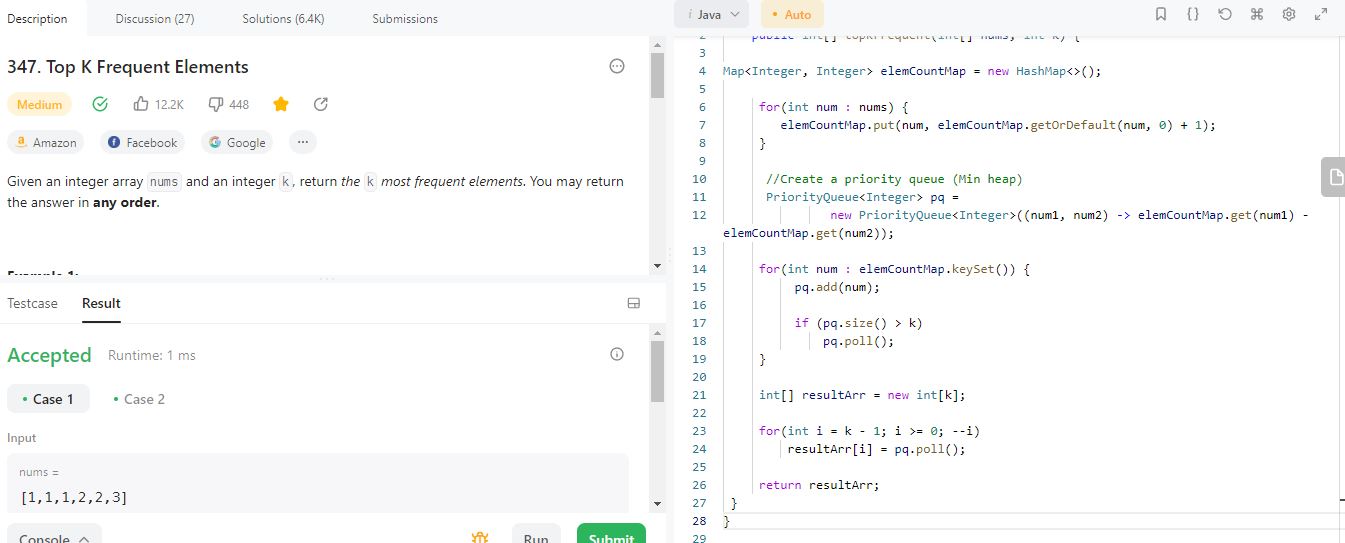 Description
Discussion (27)
Solutions (6.4K)
Submissions
347. Top K Frequent Elements
Medium
12.2K
448
Amazon
Facebook
Google
Given an integer array nums and an integer k, return the k most frequent elements. You may return
the answer in any order.
Example 1:
Testcase
Result
Accepted
Runtime: 1 ms
• Case 1
• Case 2
Input
nums =
[1,1,1,2,2,3]
Console
Run
Submit
i Java
• Auto
2 public int[] topKFrequent(int[] nums, int k) {
3
4 Map<Integer, Integer> elemCountMap = new HashMap<>();
5
6 for(int num : nums) {
7 elemCountMap.put(num, elemCountMap.getOrDefault(num, 0) + 1);
8 }
9
10 //Create a priority queue (Min heap)
11 PriorityQueue<Integer> pq =
12 new PriorityQueue<Integer>((num1, num2) -> elemCountMap.get(num1) -
elemCountMap.get(num2));
13
14 for(int num : elemCountMap.keySet()) {
15 pq.add(num);
16
17 if (pq.size() > k)
18 pq.poll();
19 }
20
21 int[] resultArr = new int[k];
22
23 for(int i = k - 1; i >= 0; --i)
24 resultArr[i] = pq.poll();
25
26 return resultArr;
27 }
28 }
29